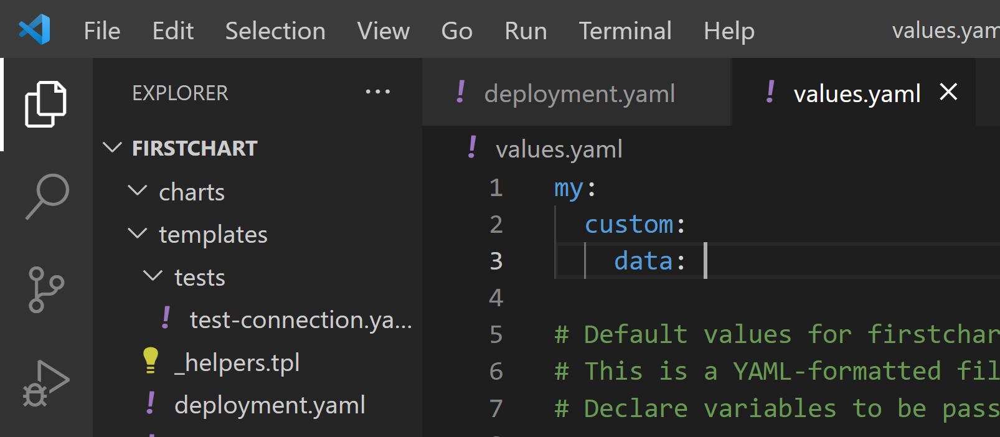 File Edit Selection View Go Run Terminal Help values.yam
EXPLORER ···
FIRSTCHART
charts
templates
tests
test-connection.ya...
_helpers.tpl
deployment.yaml
deployment.yaml values.yaml
values.yaml
1 my:
2 custom:
3 data:
4
5 # Default values for firstchar
6 # This is a YAML-formatted fil
7 # Declare variables to be pass